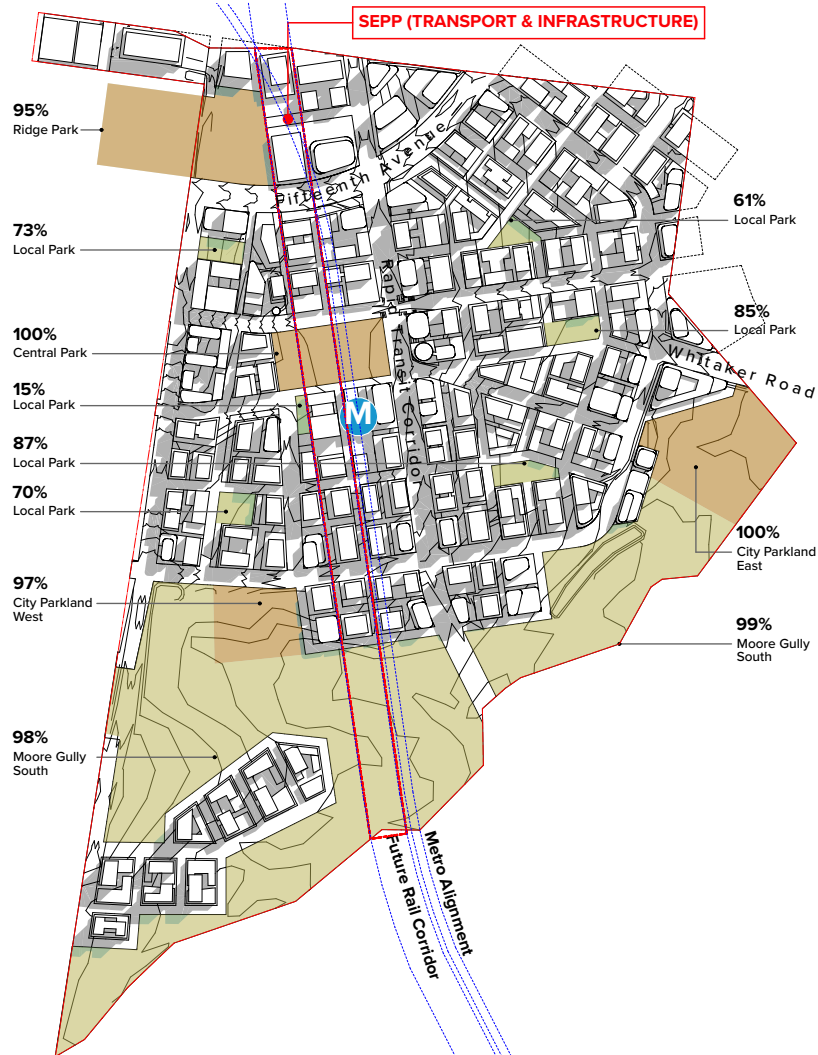 SEPP (TRANSPORT & INFRASTRUCTURE)
95%
Ridge Park
Fifteenth Avenue
61%
Local Park
73%
Local Park
Rapid Transit Corridor
85%
Local Park
100%
Central Park
Whitaker Road
15%
Local Park
M
87%
Local Park
70%
Local Park
100%
City Parkland
East
97%
City Parkland
West
99%
Moore Gully
South
98%
Moore Gully
South
Metro Alignment
Future Rail Corridor